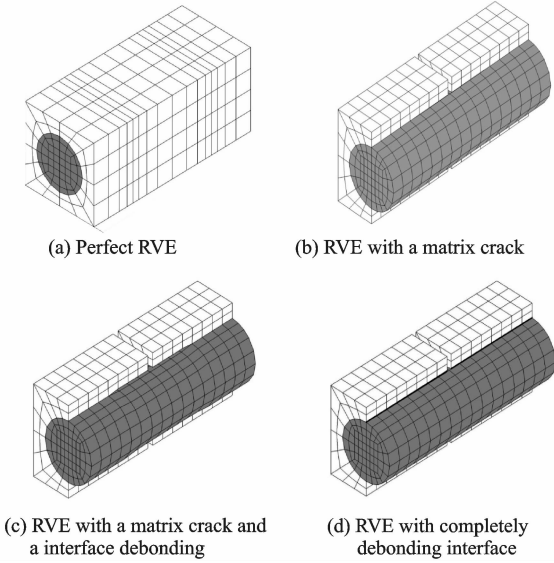 (a) Perfect RVE
(b) RVE with a matrix crack
(c) RVE with a matrix crack and
a interface debonding
(d) RVE with completely
debonding interface